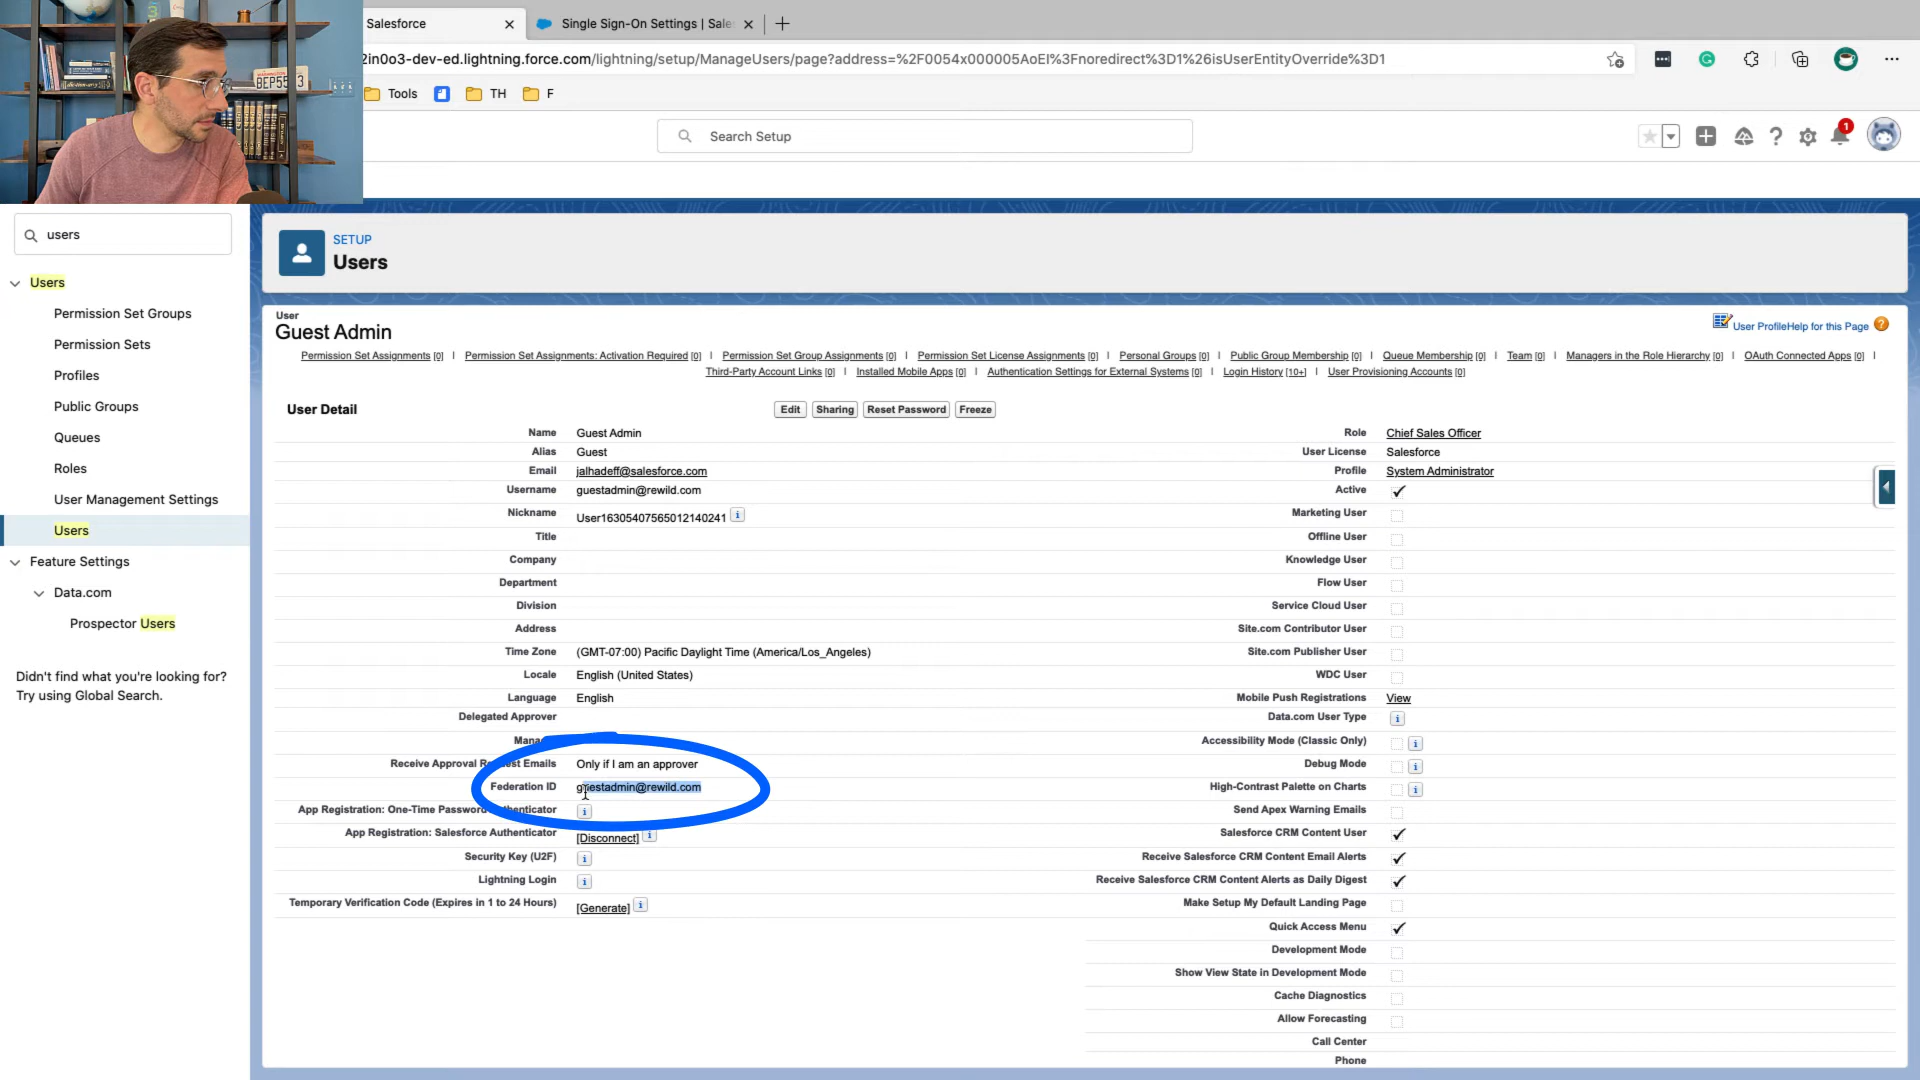 Salesforce
Single Sign-On Settings | Sale
2in0o3-dev-ed.lightning.force.com/lightning/setup/ManageUsers/page?address=%2F0054x000005AoEI%3Fnoredirect%3D1%26isUserEntityOverride%3D1
Tools
TH
F
BEP5553
Search Setup
1
users
Users
Permission Set Groups
Permission Sets
Profiles
Public Groups
Queues
Roles
User Management Settings
Users
Feature Settings
Data.com
Prospector Users
Didn't find what you're looking for?
Try using Global Search.
SETUP
Users
User
Guest Admin
User Profile
Help for this Page
Permission Set Assignments [0] | Permission Set Assignments: Activation Required [0] | Permission Set Group Assignments [0] | Permission Set License Assignments [0] | Personal Groups [0] | Public Group Membership [0] | Queue Membership [0] | Team [0] | Managers in the Role Hierarchy [0] | OAuth Connected Apps [0] |
Third-Party Account Links [0] | Installed Mobile Apps [0] | Authentication Settings for External Systems [0] | Login History [10+] | User Provisioning Accounts [0]
User Detail
Edit Sharing Reset Password Freeze
Name Guest Admin
Alias Guest
Email jalhadeff@salesforce.com
Username guestadmin@rewild.com
Nickname User16305407565012140241
Title
Company
Department
Division
Address
Time Zone (GMT-07:00) Pacific Daylight Time (America/Los_Angeles)
Locale English (United States)
Language English
Delegated Approver
Receive Approval Request Emails Only if I am an approver
Federation ID guestadmin@rewild.com
App Registration: One-Time Password Authenticator
App Registration: Salesforce Authenticator [Disconnect]
Security Key (U2F)
Lightning Login
Temporary Verification Code (Expires in 1 to 24 Hours) [Generate]
Role Chief Sales Officer
User License Salesforce
Profile System Administrator
Active
Marketing User
Offline User
Knowledge User
Flow User
Service Cloud User
Site.com Contributor User
Site.com Publisher User
WDC User
Mobile Push Registrations View
Data.com User Type
Accessibility Mode (Classic Only)
Debug Mode
High-Contrast Palette on Charts
Send Apex Warning Emails
Salesforce CRM Content User
Receive Salesforce CRM Content Email Alerts
Receive Salesforce CRM Content Alerts as Daily Digest
Make Setup My Default Landing Page
Quick Access Menu
Development Mode
Show View State in Development Mode
Cache Diagnostics
Allow Forecasting
Call Center
Phone